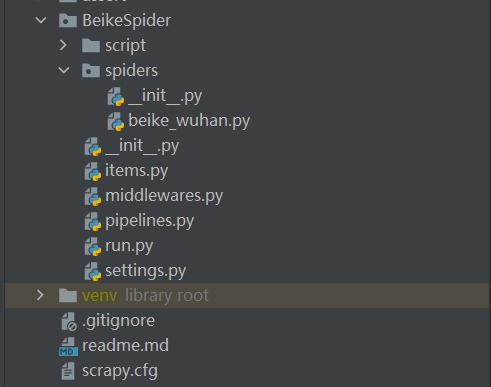 BeikeSpider
script
spiders
__init__.py
beike_wuhan.py
__init__.py
items.py
middlewares.py
pipelines.py
run.py
settings.py
venv library root
.gitignore
MD readme.md
scrapy.cfg